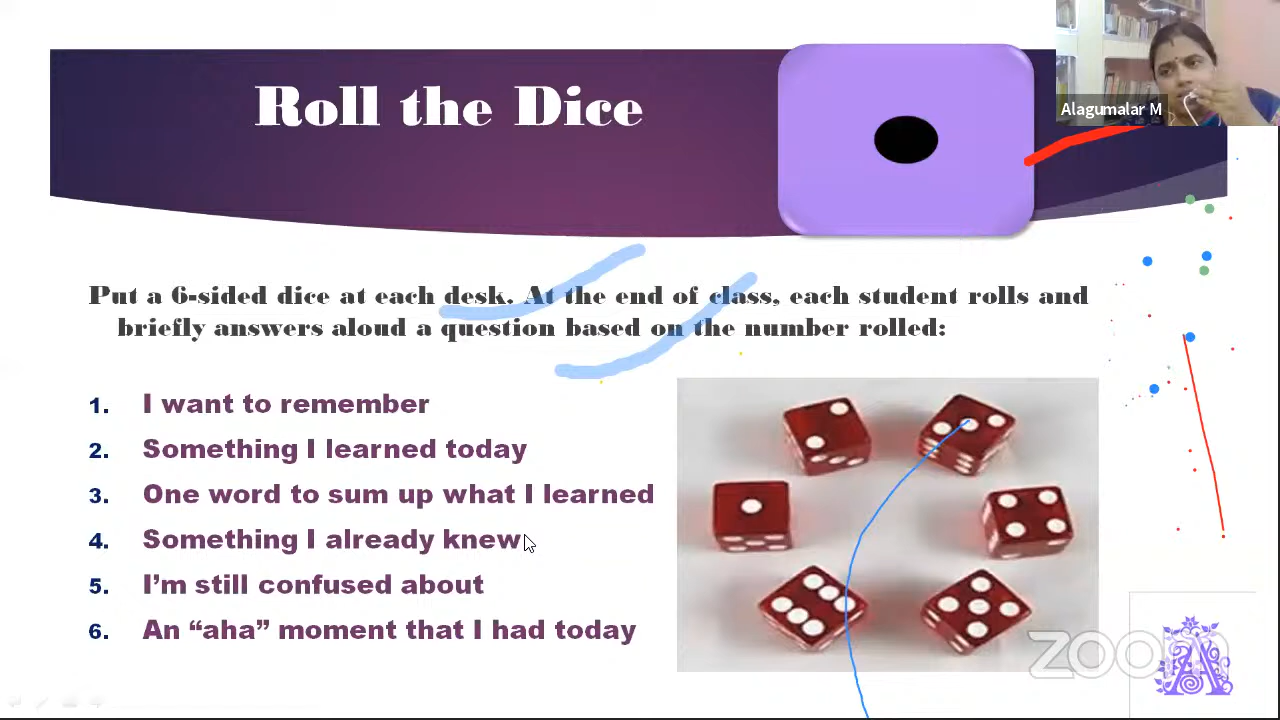 Roll the Dice
Alagumalar M
Put a 6-sided dice at each desk. At the end of class, each student rolls and
briefly answers aloud a question based on the number rolled:
1. I want to remember
2. Something I learned today
3. One word to sum up what I learned
4. Something I already knew
5. I’m still confused about
6. An “aha” moment that I had today
zoom
A